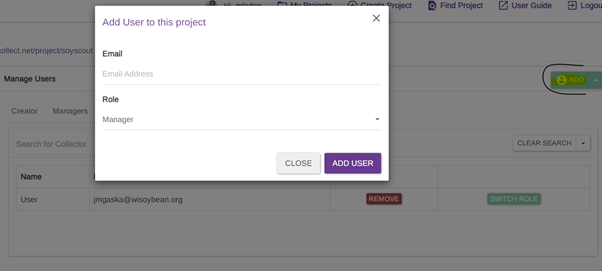 Hi, mladen My Projects Create Project Find Project User Guide Logou
Add User to this project
collect.net/project/soyscout
Email
Manage Users
Email Address
ADD
Role
Creator Managers
Manager
Search for Collector
CLEAR SEARCH
CLOSE ADD USER
Name
User jmgaska@wisoybean.org REMOVE SWITCH ROLE